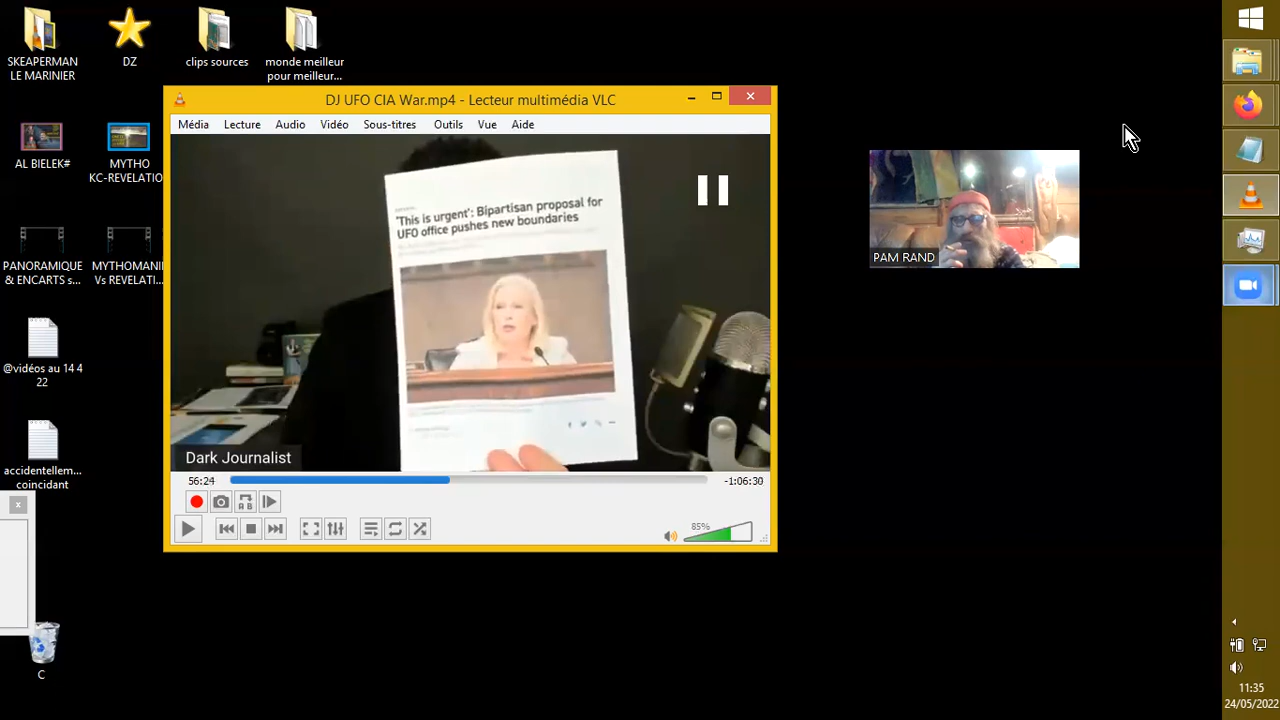 SKEAPERMAN
LE MARINIER
DZ
clips sources
monde meilleur
pour meilleur...
AL BIELEK#
MYTHO
KC-REVELATIO
PANORAMIQUE
& ENCARTS s...
MYTHOMANI
Vs REVELATI...
@vidéos au 14 4
22
accidentellem...
coincidant
x
C
DJ UFO CIA War.mp4 - Lecteur multimédia VLC
Média Lecture Audio Vidéo Sous-titres Outils Vue Aide
'This is urgent': Bipartisan proposal for
UFO office pushes new boundaries
Dark Journalist
56:24
-1:06:30
A B
85%
PAM RAND
11:35
24/05/2022